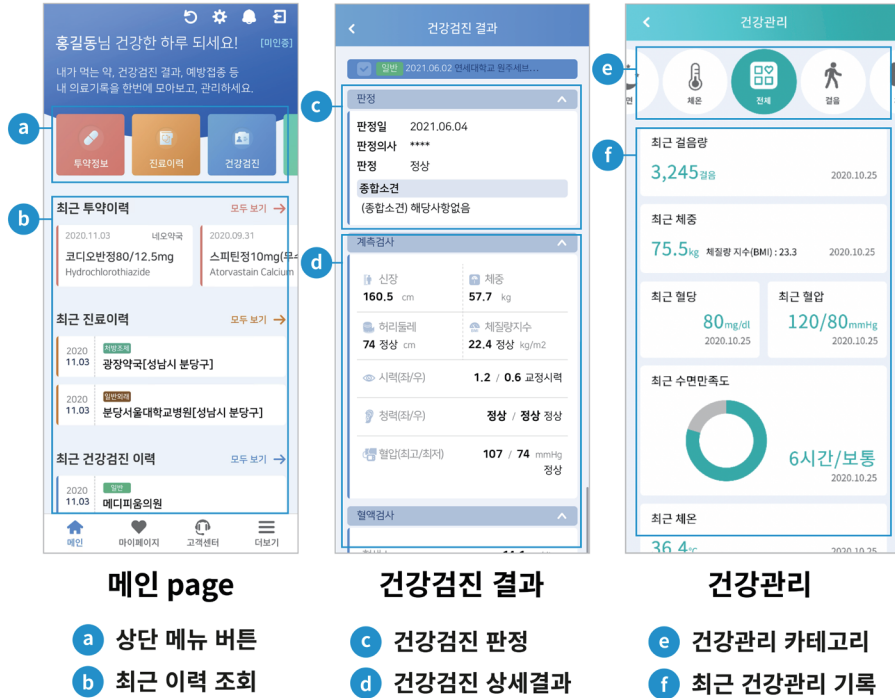 홍길동님 건강한 하루 되세요! [미인증]
내가 먹는 약, 건강검진 결과, 예방접종 등
내 의료기록을 한번에 모아보고, 관리하세요.
a
투약정보 진료이력 건강검진
b
최근 투약이력 모두 보기 →
2020.11.03 네오약국 2020.09.31
코디오반정80/12.5mg 스피틴정10mg(무수
Hydrochlorothiazide Atorvastain Calcium
최근 진료이력 모두 보기 →
2020 처방조제
11.03 광장약국[성남시 분당구]
2020 일반외래
11.03 분당서울대학교병원[성남시 분당구]
최근 건강검진 이력 모두 보기 →
2020 일반
11.03 메디피움의원
메인 마이페이지 고객센터 더보기
메인 page
a 상단 메뉴 버튼
b 최근 이력 조회
건강검진 결과
일반 2021.06.02 연세대학교 원주세브...
c
판정
판정일 2021.06.04
판정의사 ****
판정 정상
종합소견
(종합소견) 해당사항없음
d
계측검사
신장 체중
160.5 cm 57.7 kg
허리둘레 체질량지수
74 정상 cm 22.4 정상 kg/m2
시력(좌/우) 1.2 / 0.6 교정시력
청력(좌/우) 정상 / 정상 정상
혈압(최고/최저) 107 / 74 mmHg
정상
혈액검사
건강검진 결과
c 건강검진 판정
d 건강검진 상세결과
건강관리
e
면 체온 전체 걸음
f
최근 걸음량
3,245걸음 2020.10.25
최근 체중
75.5kg 체질량 지수(BMI) : 23.3 2020.10.25
최근 혈당 최근 혈압
80mg/dl 120/80mmHg
2020.10.25 2020.10.25
최근 수면만족도
6시간/보통
2020.10.25
최근 체온
36.4℃ 2020.10.25
건강관리
e 건강관리 카테고리
f 최근 건강관리 기록